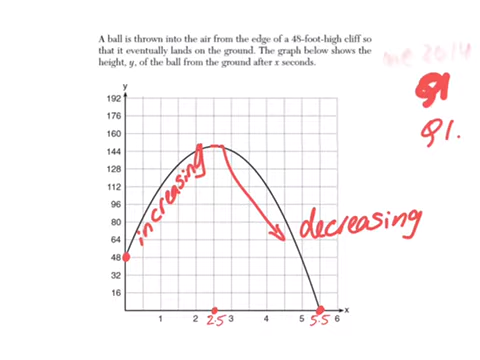 A ball is thrown into the air from the edge of a 48-foot-high cliff so
that it eventually lands on the ground. The graph below shows the
height, y, of the ball from the ground after x seconds.
Q1.
y
192
176
160
144
128
112
96
80
64
48
32
16
increasing
decreasing
x
1 2 2.5 3 4 5 5.5 6